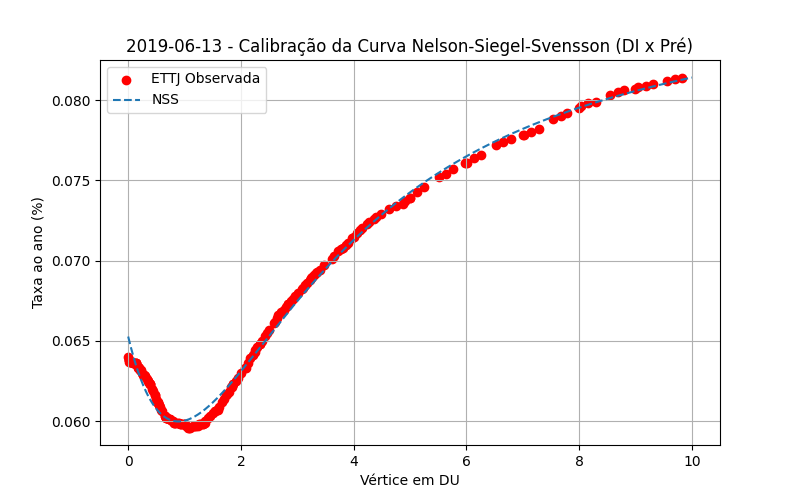 2019-06-13 - Calibração da Curva Nelson-Siegel-Svensson (DI x Pré)
ETTJ Observada
NSS
Taxa ao ano (%)
0.080
0.075
0.070
0.065
0.060
0 2 4 6 8 10
Vértice em DU